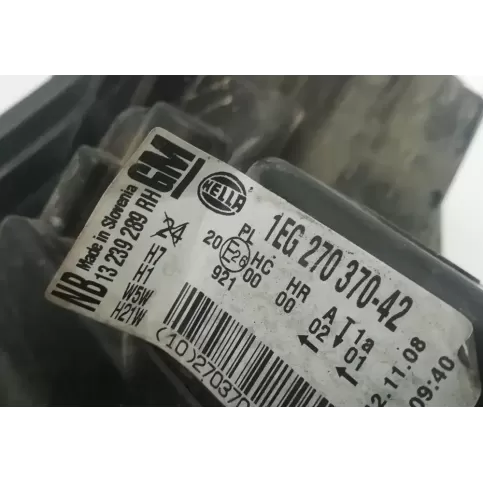 GM
HELLA
NB Made in Slovenia
13 239 289 RH
1EG 270 370-42
H7
H1
W5W
H21W
PL HC HR
20 E26 00 00
921
A T 1a
02 01
(10)27037
2.11.08
09:40